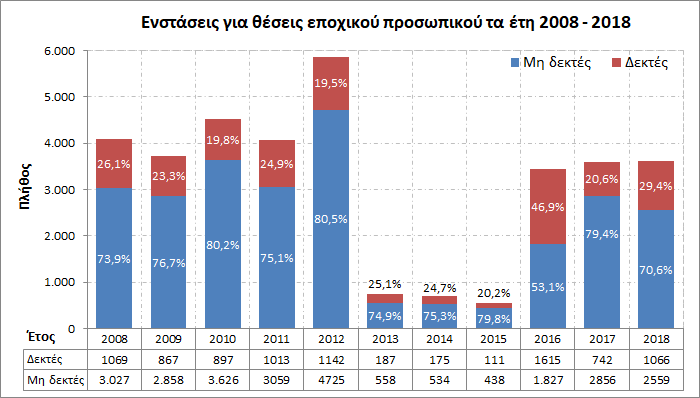 Ενστάσεις για θέσεις εποχικού προσωπικού τα έτη 2008 - 2018
Μη δεκτές Δεκτές
Πλήθος
6.000
5.000
4.000
3.000
2.000
1.000
0
26,1% 23,3% 19,8% 24,9% 19,5% 25,1% 24,7% 20,2% 46,9% 20,6% 29,4%
73,9% 76,7% 80,2% 75,1% 80,5% 74,9% 75,3% 79,8% 53,1% 79,4% 70,6%
Έτος 2008 2009 2010 2011 2012 2013 2014 2015 2016 2017 2018
Δεκτές 1069 867 897 1013 1142 187 175 111 1615 742 1066
Μη δεκτές 3.027 2.858 3.626 3059 4725 558 534 438 1.827 2856 2559